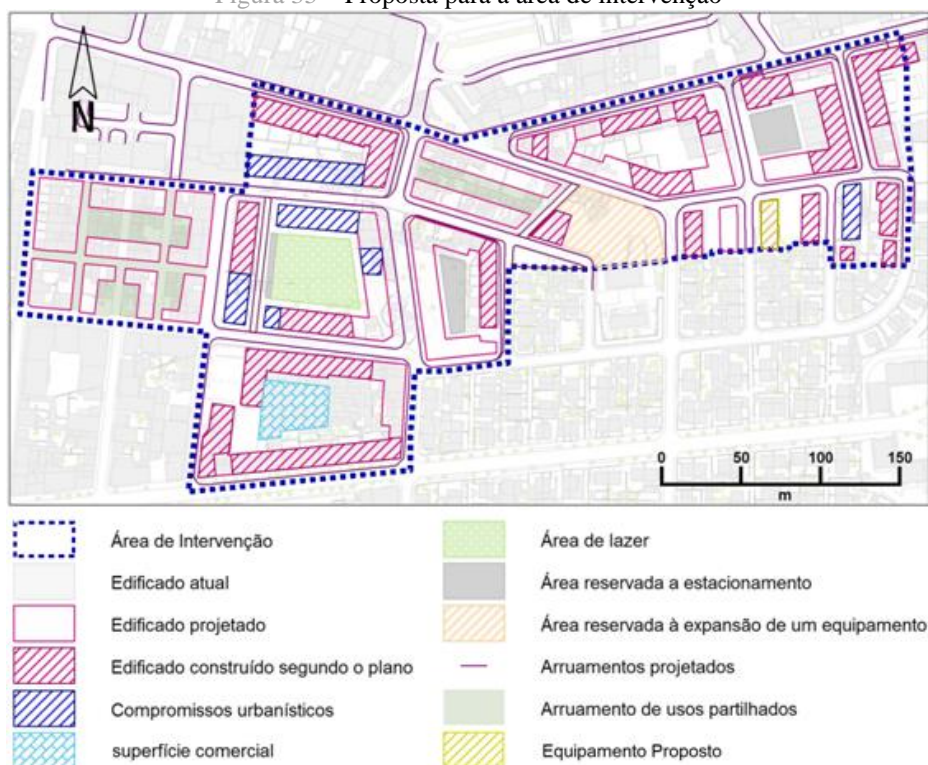 Figura 35 – Proposta para a área de intervenção
N
0 50 100 150
m
Área de Intervenção
Edificado atual
Edificado projetado
Edificado construído segundo o plano
Compromissos urbanísticos
superfície comercial
Área de lazer
Área reservada a estacionamento
Área reservada à expansão de um equipamento
Arruamentos projetados
Arruamento de usos partilhados
Equipamento Proposto